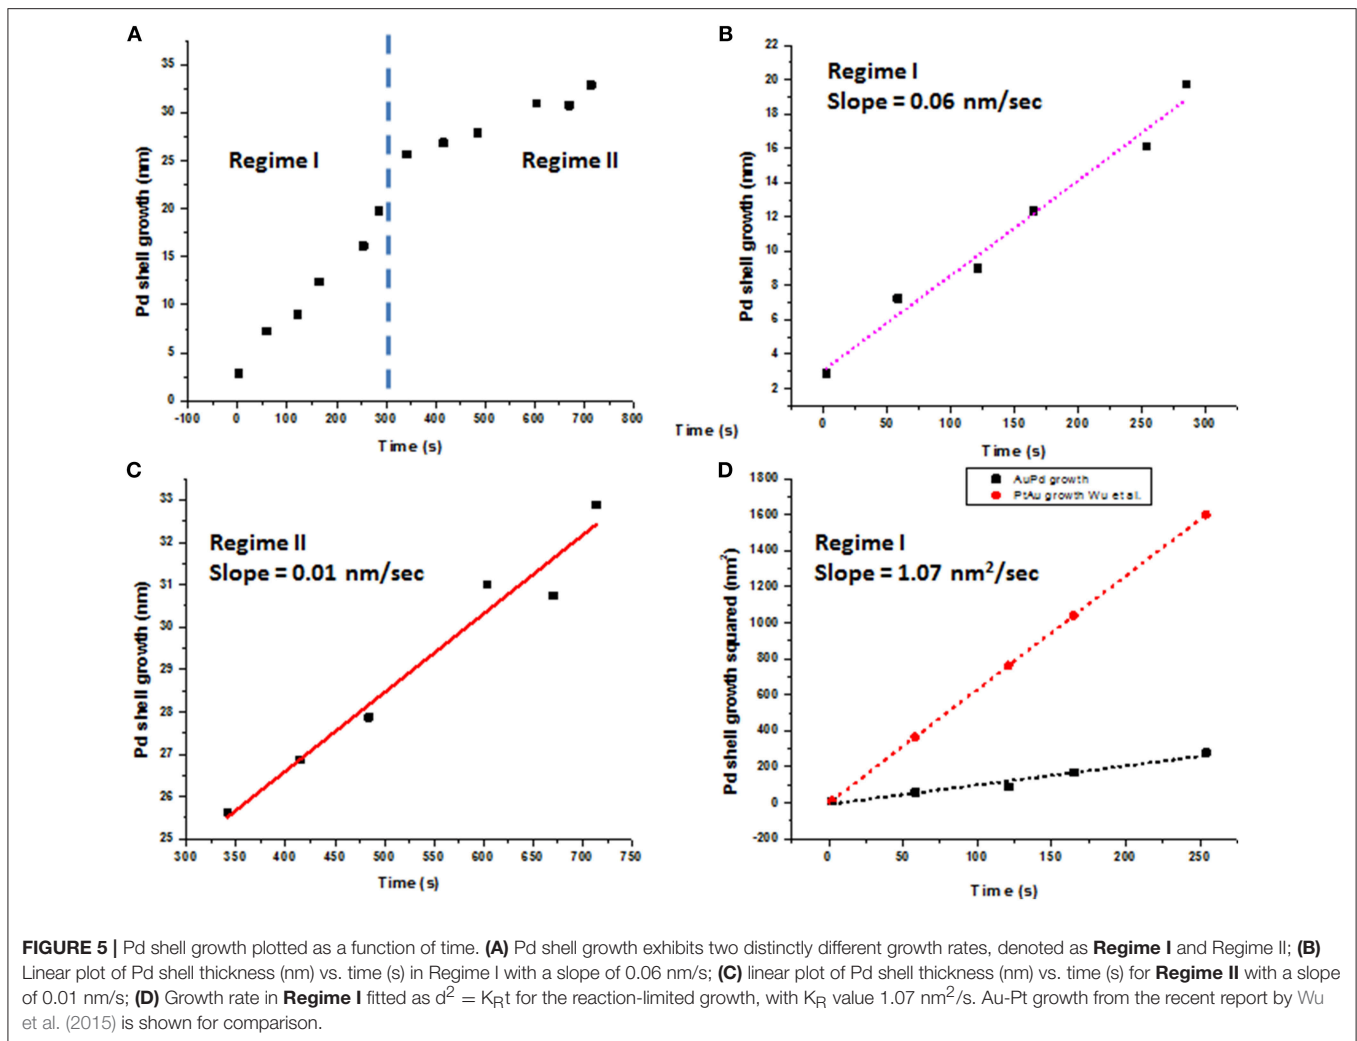 A
Pd shell growth (nm)
35
30
25
20
15
10
5
0
Regime I
Regime II
-100 0 100 200 300 400 500 600 700 800
Time (s)
Time (s)
B
Pd shell growth (nm)
22
20
18
16
14
12
10
8
6
4
2
Regime I
Slope = 0.06 nm/sec
0 50 100 150 200 250 300
Time (s)
C
Pd shell growth (nm)
33
32
31
30
29
28
27
26
25
Regime II
Slope = 0.01 nm/sec
300 350 400 450 500 550 600 650 700 750
Time (s)
D
Pd shell growth squared (nm²)
1800
1600
1400
1200
1000
800
600
400
200
0
-200
AuPd growth
PtAu growth Wu et al.
Regime I
Slope = 1.07 nm²/sec
0 50 100 150 200 250
Time (s)
FIGURE 5 | Pd shell growth plotted as a function of time. (A) Pd shell growth exhibits two distinctly different growth rates, denoted as Regime I and Regime II; (B)
Linear plot of Pd shell thickness (nm) vs. time (s) in Regime I with a slope of 0.06 nm/s; (C) linear plot of Pd shell thickness (nm) vs. time (s) for Regime II with a slope
of 0.01 nm/s; (D) Growth rate in Regime I fitted as d² = K_Rt for the reaction-limited growth, with K_R value 1.07 nm²/s. Au-Pt growth from the recent report by Wu
et al. (2015) is shown for comparison.